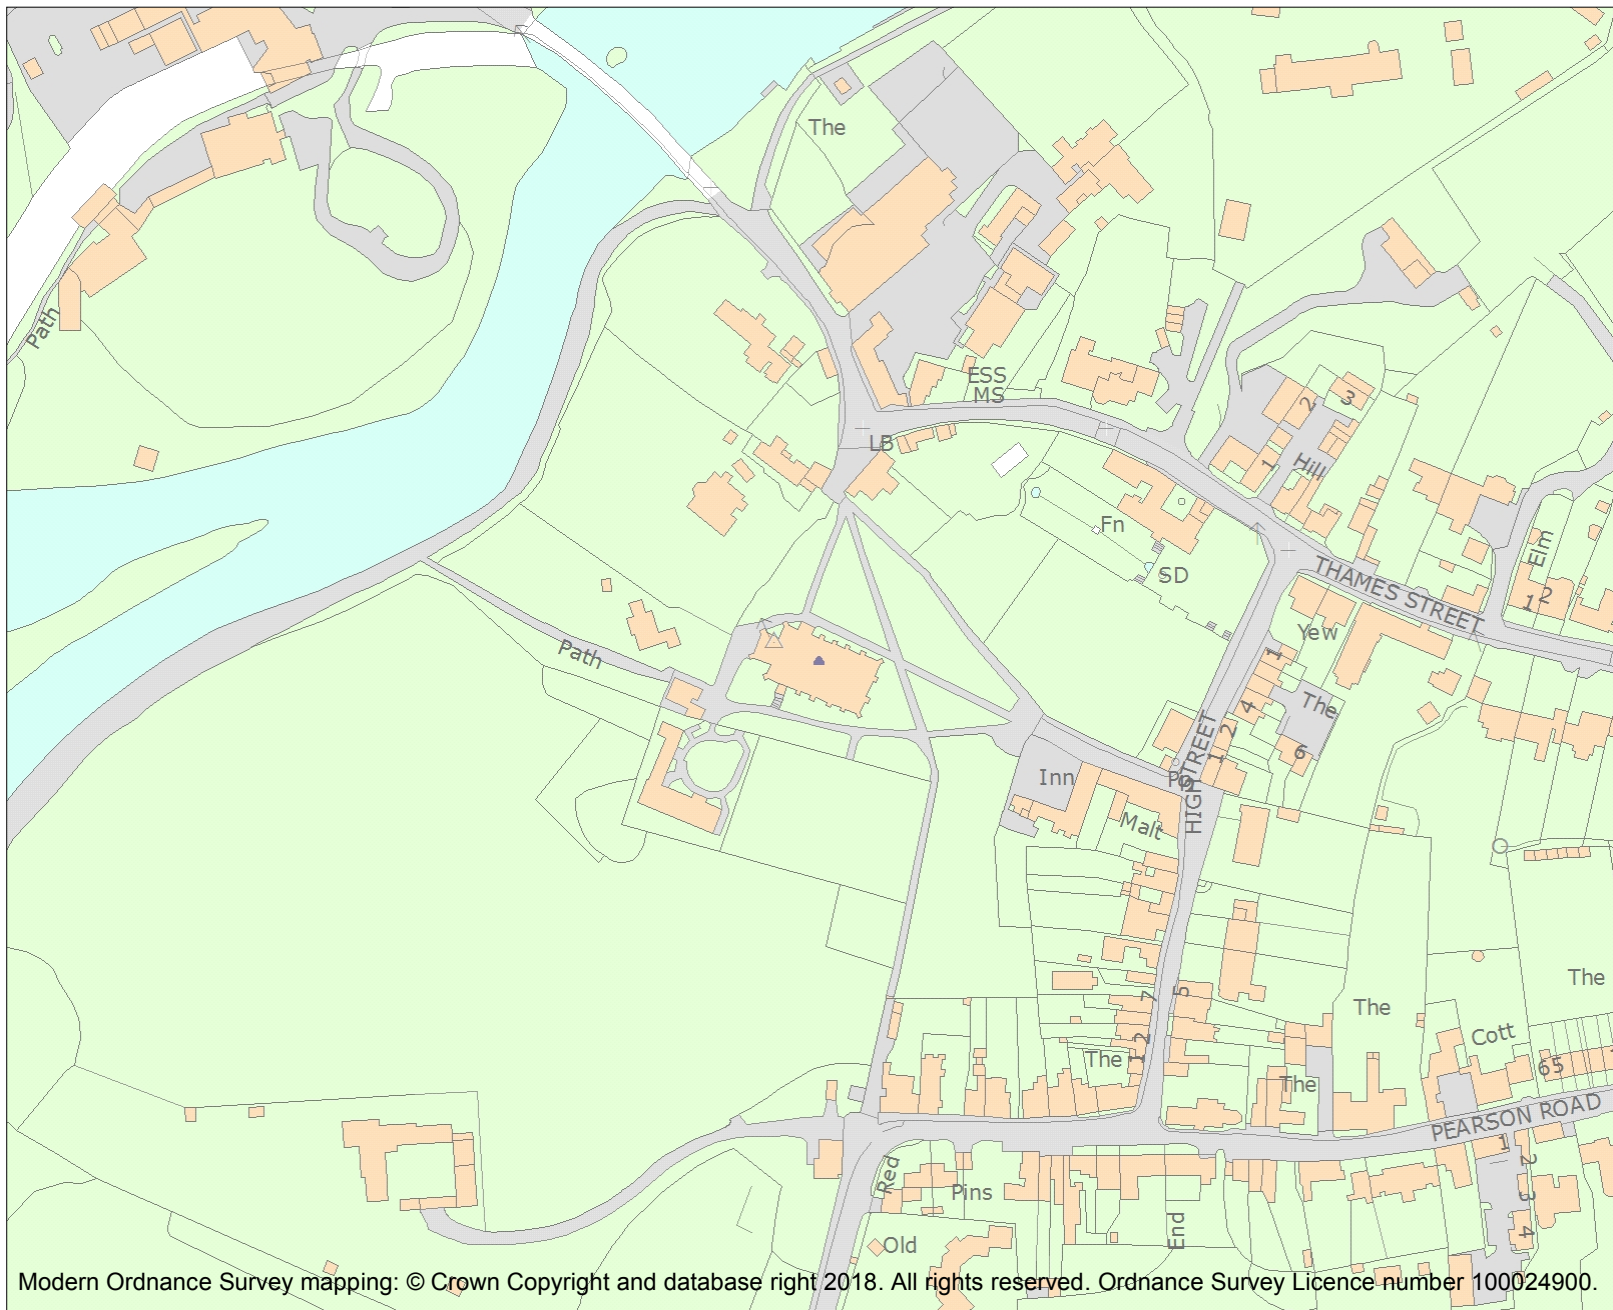 The
Path
ESS
MS
LB
2
3
1
Hill
Fn
SD
Elm
1 2
THAMES STREET
Yew
Path
1
The
4
2
1
6
HIGH STREET
Inn
Malt
The
7
5
The
Cott
The
1 2
The
6 5
PEARSON ROAD
1
2
3
4
Red
Pins
End
Old
Modern Ordnance Survey mapping: © Crown Copyright and database right 2018. All rights reserved. Ordnance Survey Licence number 100024900.